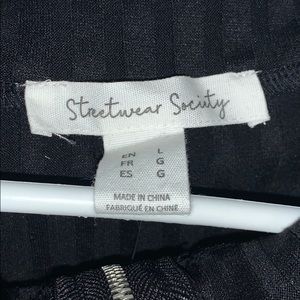 Streetwear Society
EN L
FR G
ES G
MADE IN CHINA
FABRIQUÉ EN CHINE